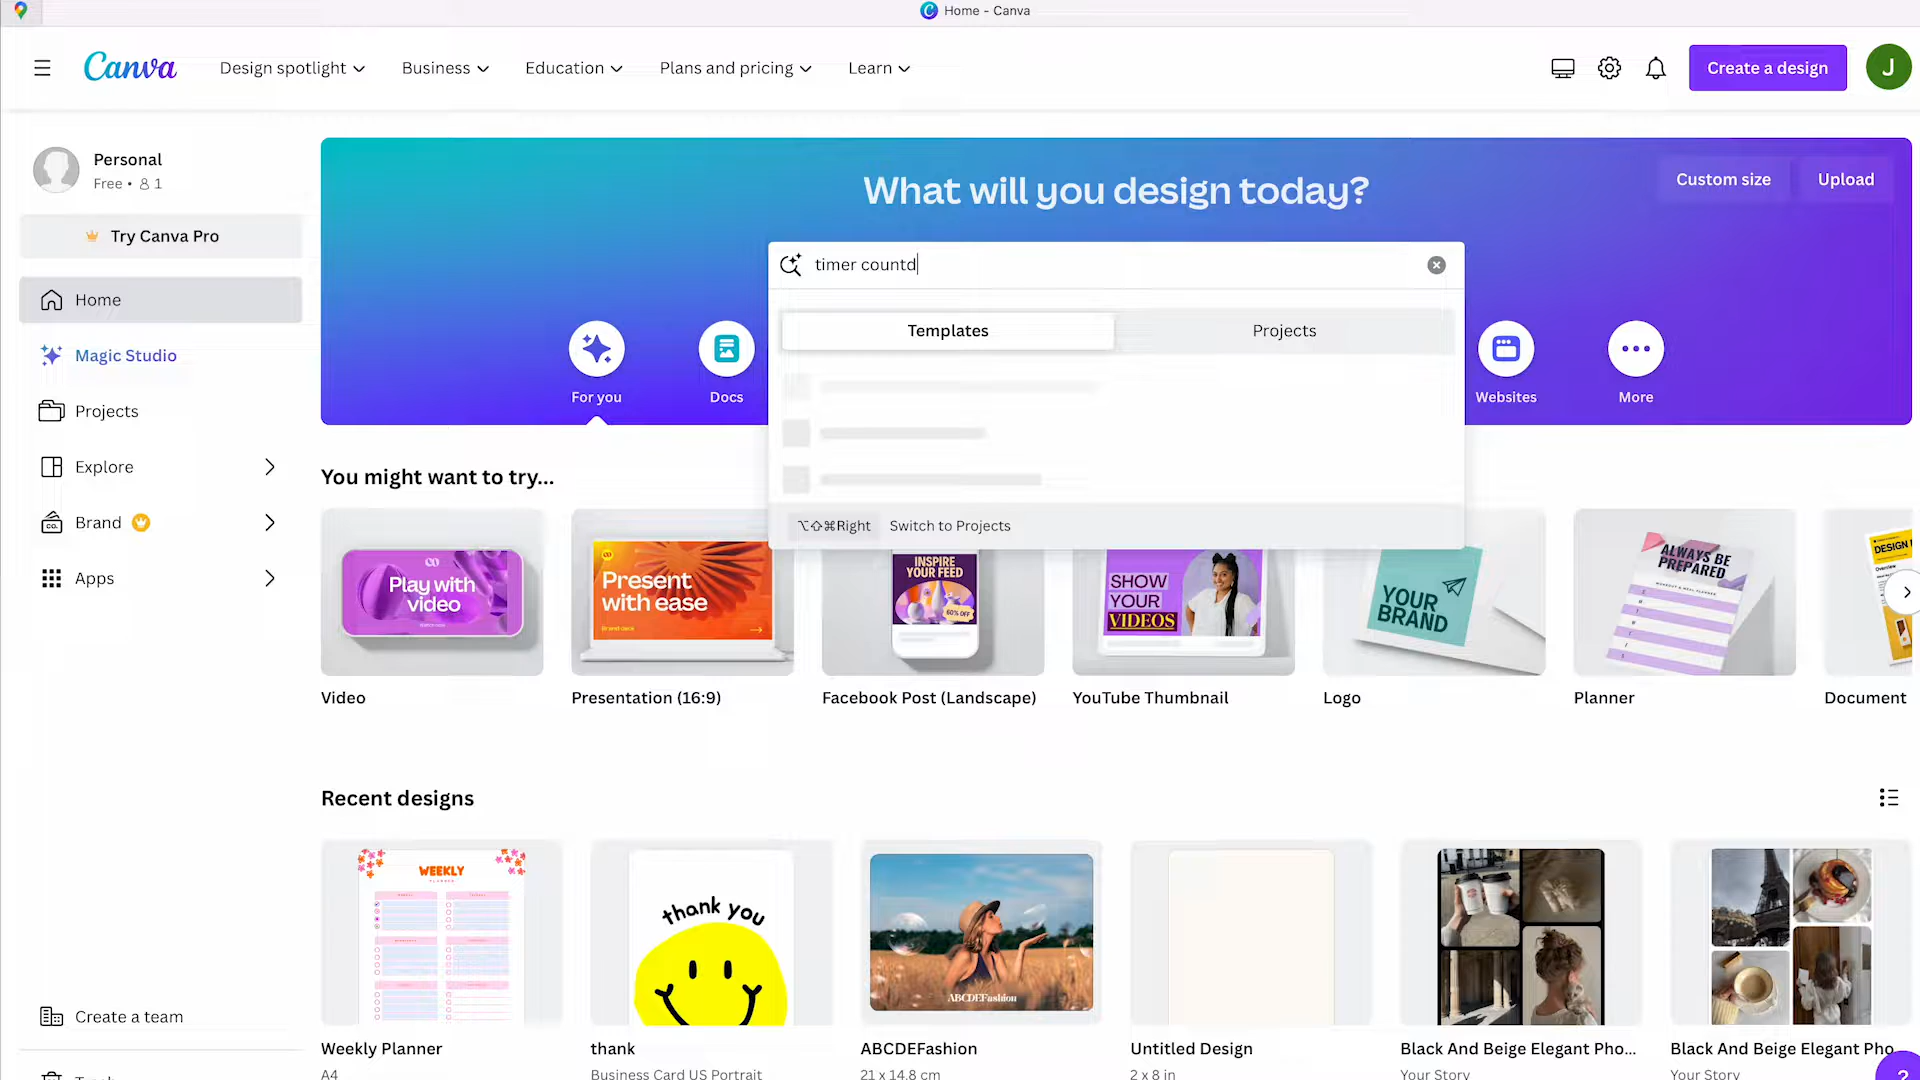 Home - Canva
Canva
Design spotlight
Business
Education
Plans and pricing
Learn
Create a design
J
Personal
Free • 1
Try Canva Pro
Home
Magic Studio
Projects
Explore
Brand
Apps
Create a team
What will you design today?
Custom size
Upload
timer countd
Templates
Projects
⌥⇧⌘Right
Switch to Projects
For you
Docs
Websites
More
You might want to try...
Play with
video
Present
with ease
INSPIRE
YOUR FEED
60% OFF
SHOW
YOUR
VIDEOS
YOUR
BRAND
ALWAYS BE
PREPARED
DESIGN
Overview
Video
Presentation (16:9)
Facebook Post (Landscape)
YouTube Thumbnail
Logo
Planner
Document
Recent designs
WEEKLY
PLANNER
thank you
ABCDEFashion
Weekly Planner
thank
ABCDEFashion
Untitled Design
Black And Beige Elegant Pho...
Black And Beige Elegant Pho...
A4
Business Card US Portrait
21 x 14.8 cm
2 x 8 in
Your Story
Your Story
?